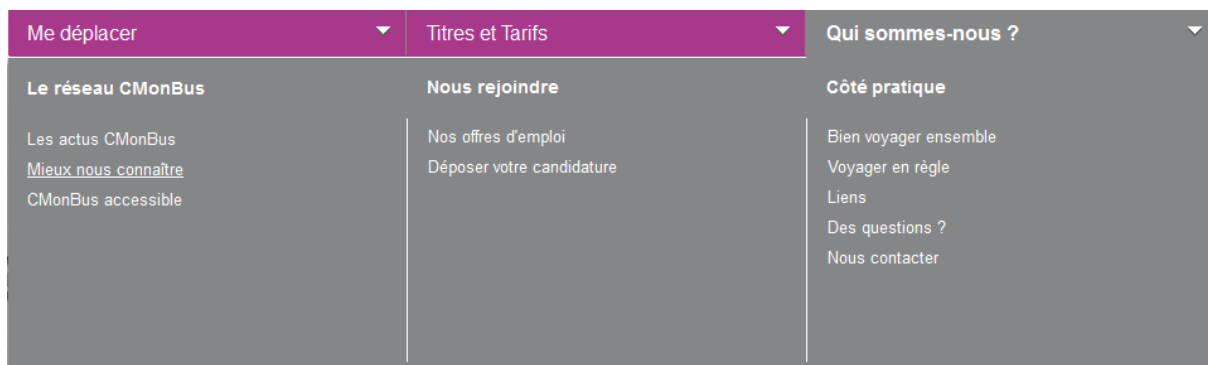 Me déplacer
Titres et Tarifs
Qui sommes-nous ?
Le réseau CMonBus
Les actus CMonBus
Mieux nous connaître
CMonBus accessible
Nous rejoindre
Nos offres d'emploi
Déposer votre candidature
Côté pratique
Bien voyager ensemble
Voyager en règle
Liens
Des questions ?
Nous contacter